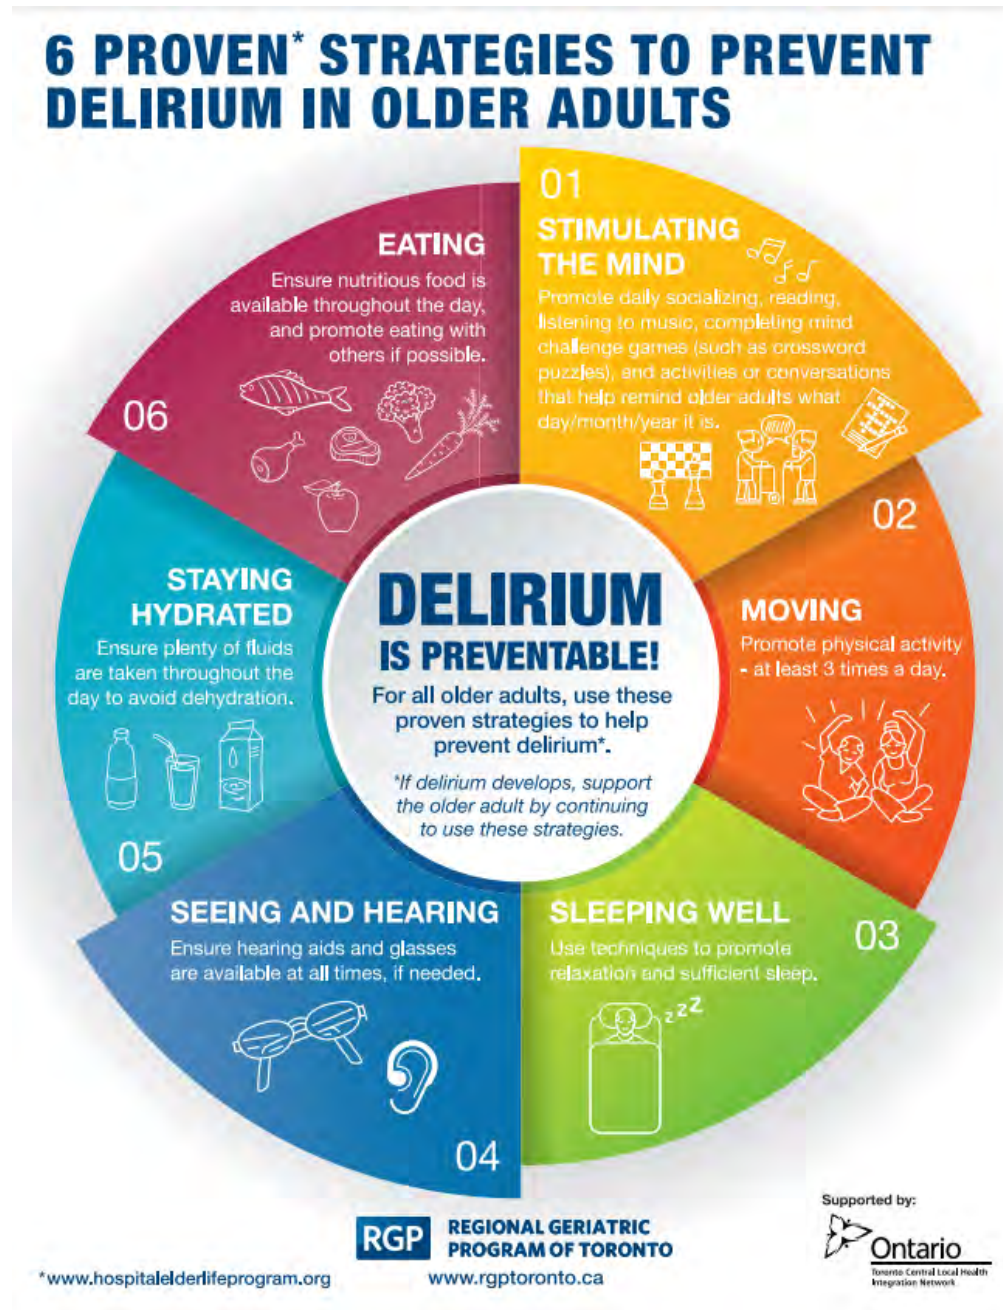 6 PROVEN* STRATEGIES TO PREVENT
DELIRIUM IN OLDER ADULTS
01
STIMULATING
THE MIND
Promote daily socializing, reading,
listening to music, completing mind
challenge games (such as crossword
puzzles), and activities or conversations
that help remind older adults what
day/month/year it is.
02
MOVING
Promote physical activity
- at least 3 times a day.
03
SLEEPING WELL
Use techniques to promote
relaxation and sufficient sleep.
zzZ
04
SEEING AND HEARING
Ensure hearing aids and glasses
are available at all times, if needed.
05
STAYING
HYDRATED
Ensure plenty of fluids
are taken throughout the
day to avoid dehydration.
06
EATING
Ensure nutritious food is
available throughout the day,
and promote eating with
others if possible.
DELIRIUM
IS PREVENTABLE!
For all older adults, use these
proven strategies to help
prevent delirium*.
*If delirium develops, support
the older adult by continuing
to use these strategies.
Supported by:
Ontario
Toronto Central Local Health
Integration Network
RGP
REGIONAL GERIATRIC
PROGRAM OF TORONTO
*www.hospitalelderlifeprogram.org
www.rgptoronto.ca